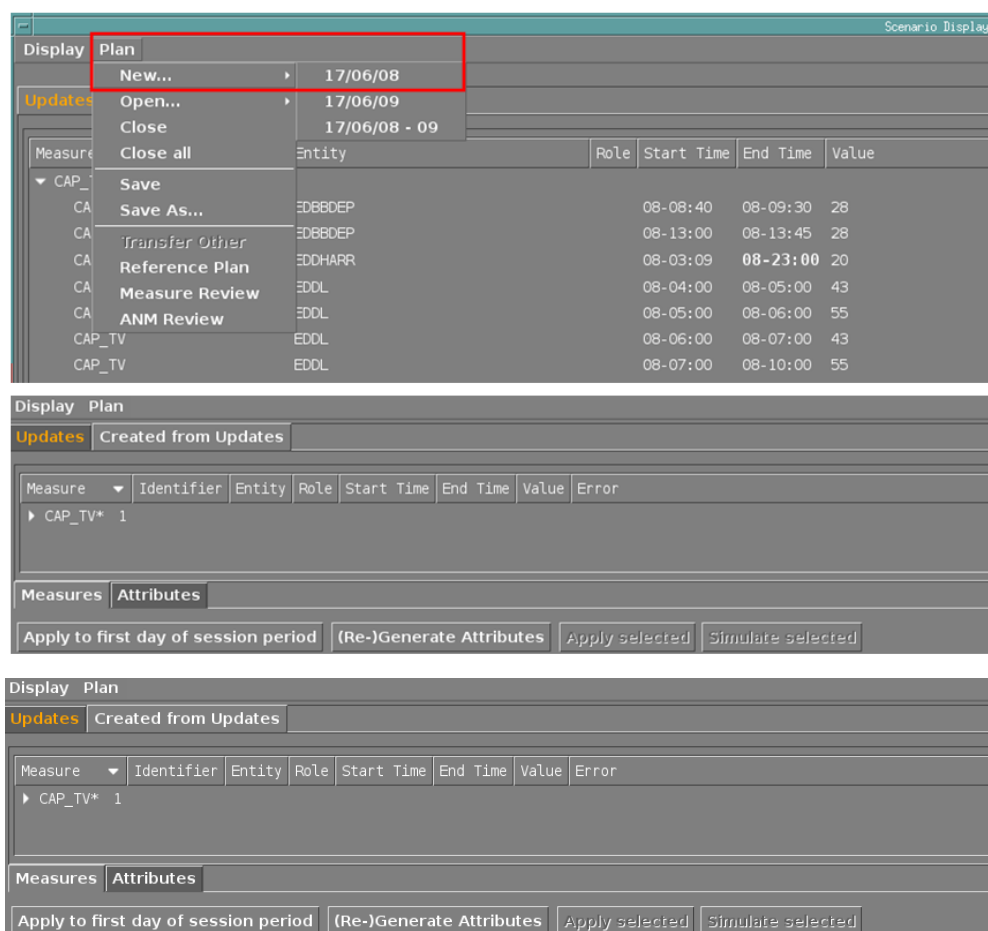 Scenario Display
Display Plan
New... 17/06/08
Updates Open... 17/06/09
Close 17/06/08 - 09
Measure Close all Entity Role Start Time End Time Value
CAP_ Save
CA Save As... EDBBDEP 08-08:40 08-09:30 28
CA Transfer Other EDBBDEP 08-13:00 08-13:45 28
CA Reference Plan EDDHARR 08-03:09 08-23:00 20
CA Measure Review EDDL 08-04:00 08-05:00 43
CA ANM Review EDDL 08-05:00 08-06:00 55
CAP_TV EDDL 08-06:00 08-07:00 43
CAP_TV EDDL 08-07:00 08-10:00 55
Display Plan
Updates Created from Updates
Measure Identifier Entity Role Start Time End Time Value Error
CAP_TV* 1
Measures Attributes
Apply to first day of session period (Re-)Generate Attributes Apply selected Simulate selected
Display Plan
Updates Created from Updates
Measure Identifier Entity Role Start Time End Time Value Error
CAP_TV* 1
Measures Attributes
Apply to first day of session period (Re-)Generate Attributes Apply selected Simulate selected